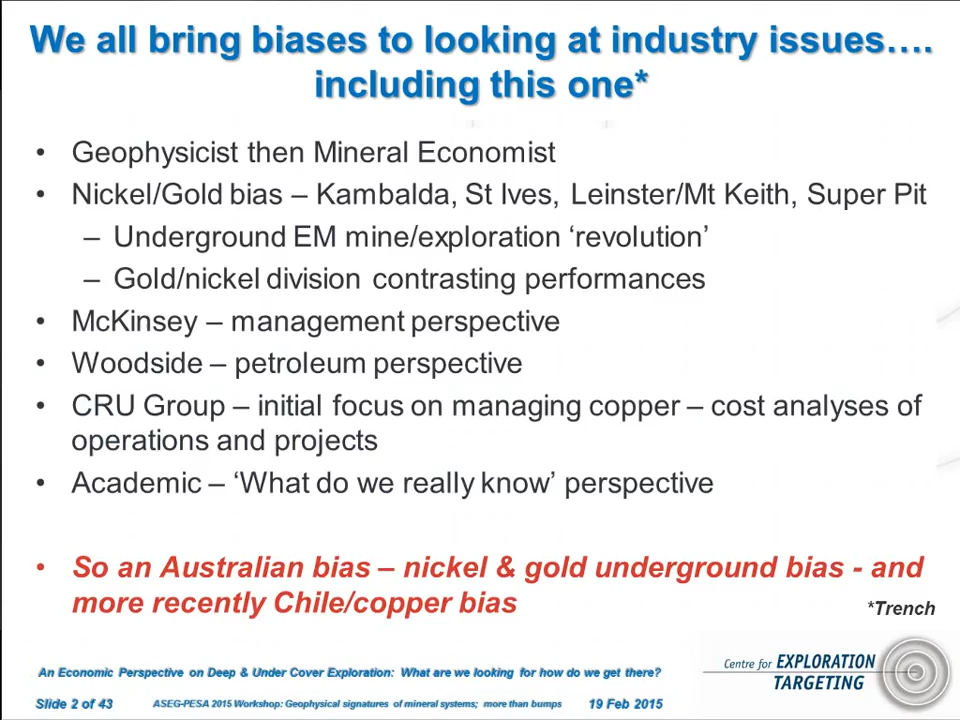 We all bring biases to looking at industry issues….
including this one*
• Geophysicist then Mineral Economist
• Nickel/Gold bias – Kambalda, St Ives, Leinster/Mt Keith, Super Pit
– Underground EM mine/exploration ‘revolution’
– Gold/nickel division contrasting performances
• McKinsey – management perspective
• Woodside – petroleum perspective
• CRU Group – initial focus on managing copper – cost analyses of
operations and projects
• Academic – ‘What do we really know’ perspective
• So an Australian bias – nickel & gold underground bias - and
more recently Chile/copper bias
*Trench
An Economic Perspective on Deep & Under Cover Exploration: What are we looking for how do we get there?
Centre for EXPLORATION
TARGETING
Slide 2 of 43 ASEG-PESA 2015 Workshop: Geophysical signatures of mineral systems; more than bumps 19 Feb 2015